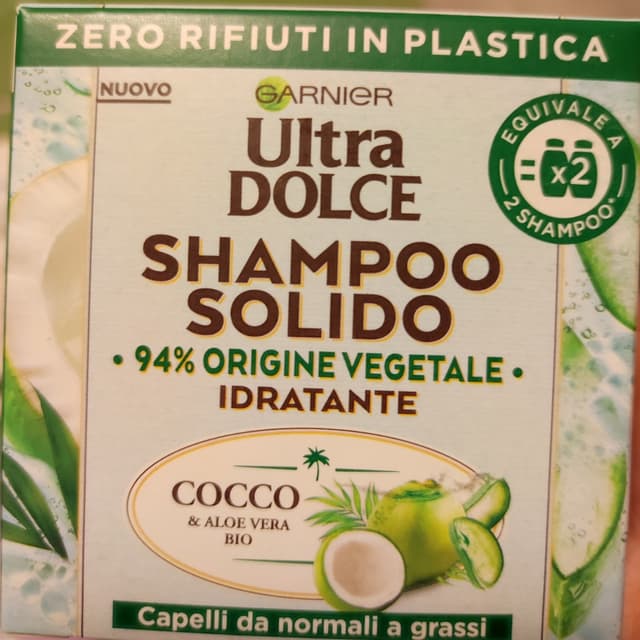 ZERO RIFIUTI IN PLASTICA
NUOVO
GARNIER
Ultra
DOLCE
EQUIVALE A
= x2
2 SHAMPOO*
SHAMPOO
SOLIDO
• 94% ORIGINE VEGETALE •
IDRATANTE
COCCO
& ALOE VERA
BIO
Capelli da normali a grassi